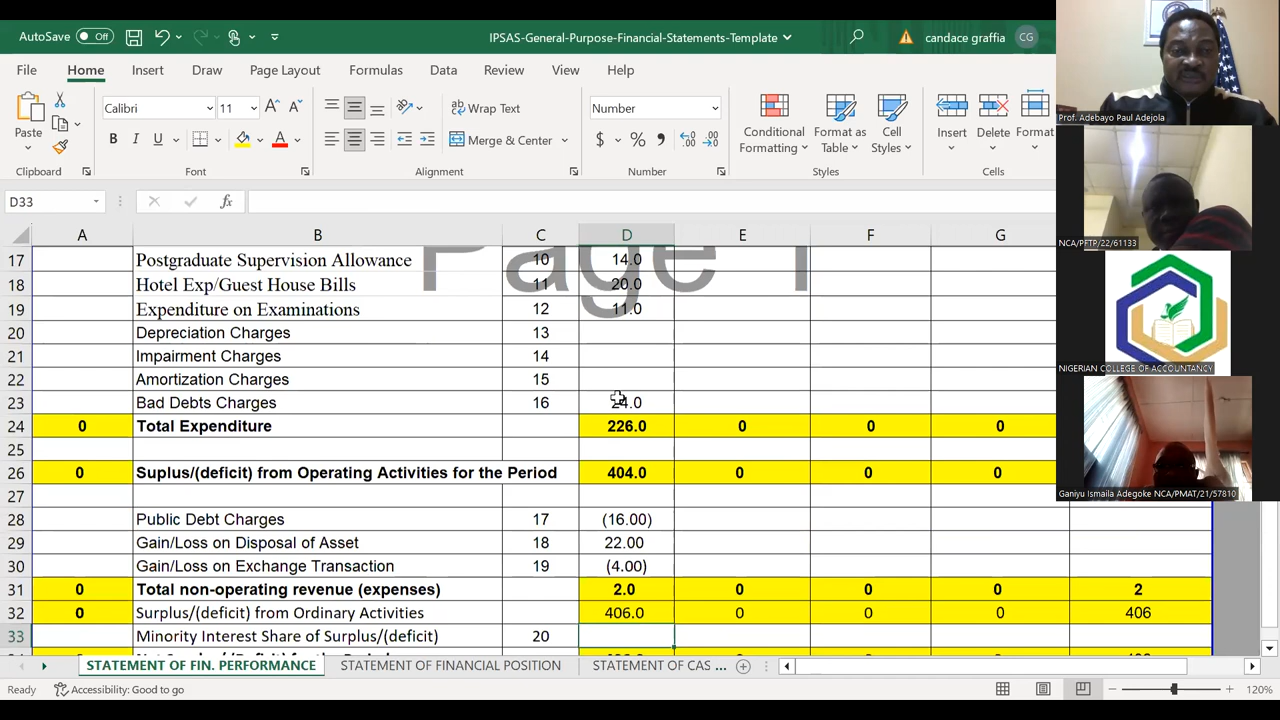 AutoSave Off IPSAS-General-Purpose-Financial-Statements-Template candace graffia CG
File Home Insert Draw Page Layout Formulas Data Review View Help
Calibri 11 Wrap Text Number
Paste B I U Merge & Center $ % Conditional Formatting Format as Table Cell Styles Insert Delete Format
Clipboard Font Alignment Number Styles Cells
D33 fx
A B C D E F G
Page 1
17 Postgraduate Supervision Allowance 10 14.0
18 Hotel Exp/Guest House Bills 11 20.0
19 Expenditure on Examinations 12 11.0
20 Depreciation Charges 13
21 Impairment Charges 14
22 Amortization Charges 15
23 Bad Debts Charges 16 24.0
24 0 Total Expenditure 226.0 0 0 0
25
26 0 Suplus/(deficit) from Operating Activities for the Period 404.0 0 0 0
27
28 Public Debt Charges 17 (16.00)
29 Gain/Loss on Disposal of Asset 18 22.00
30 Gain/Loss on Exchange Transaction 19 (4.00)
31 0 Total non-operating revenue (expenses) 2.0 0 0 0 2
32 0 Surplus/(deficit) from Ordinary Activities 406.0 0 0 0 406
33 Minority Interest Share of Surplus/(deficit) 20
STATEMENT OF FIN. PERFORMANCE STATEMENT OF FINANCIAL POSITION STATEMENT OF CAS ...
Ready Accessibility: Good to go 120%
Prof. Adebayo Paul Adejola
NCA/PFTP/22/61133
NIGERIAN COLLEGE OF ACCOUNTANCY
Ganiyu Ismaila Adegoke NCA/PMAT/21/57810